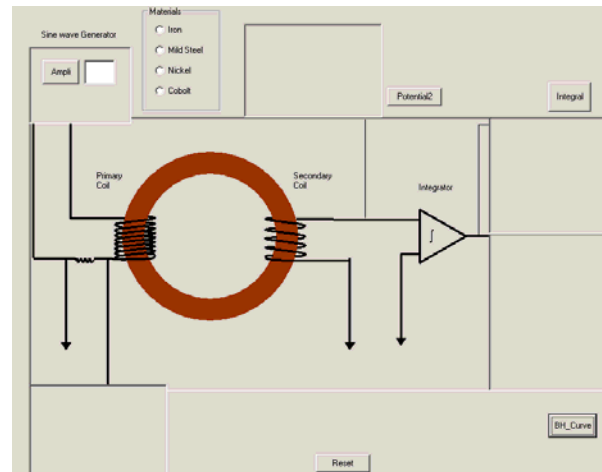 Materials
Iron
Mild Steel
Nickel
Cobolt
Sine wave Generator
Ampli
Potential2
Integral
Primary
Coil
Secondary
Coil
Integrator
∫
BH_Curve
Reset